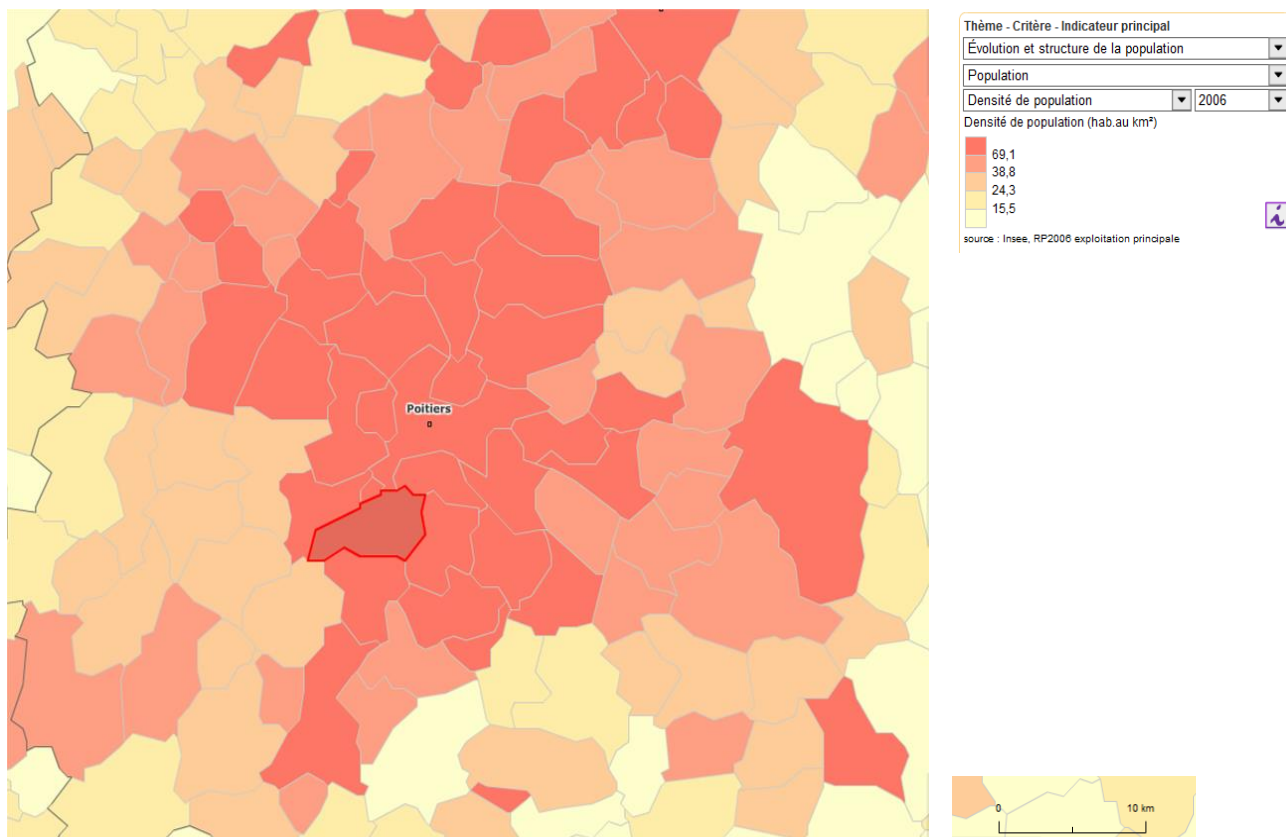 Poitiers
Thème - Critère - Indicateur principal
Évolution et structure de la population
Population
Densité de population 2006
Densité de population (hab.au km²)
69,1
38,8
24,3
15,5
i
source : Insee, RP2006 exploitation principale
0 10 km